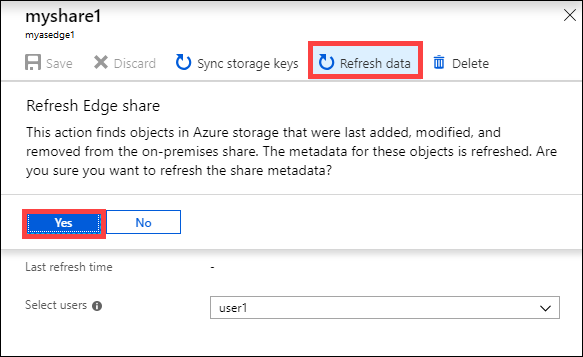 myshare1
myasedge1
Save Discard Sync storage keys Refresh data Delete
Refresh Edge share
This action finds objects in Azure storage that were last added, modified, and
removed from the on-premises share. The metadata for these objects is refreshed. Are
you sure you want to refresh the share metadata?
Yes No
Last refresh time -
Select users user1